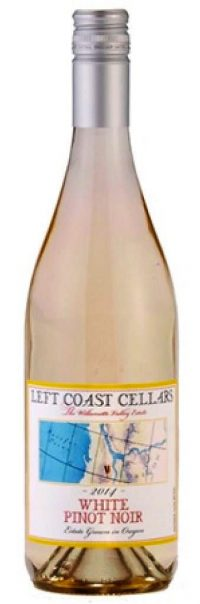 LEFT COAST CELLARS
The Willamette Valley Estate
- 2014 -
WHITE
PINOT NOIR
Estate Grown in Oregon